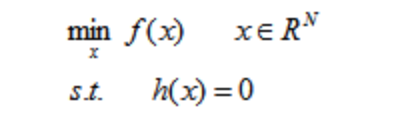 min f(x) x ∈ R^N
x
s.t. h(x) = 0